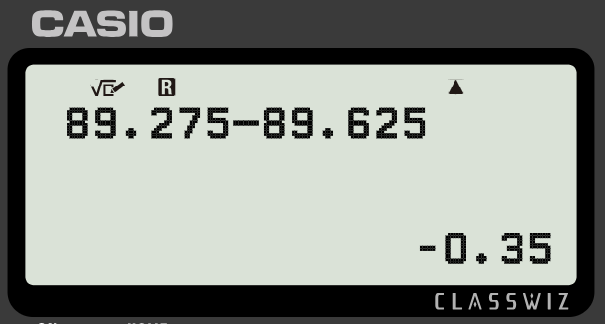 CASIO
√□ R ▲
89.275-89.625
-0.35
CLASSWIZ